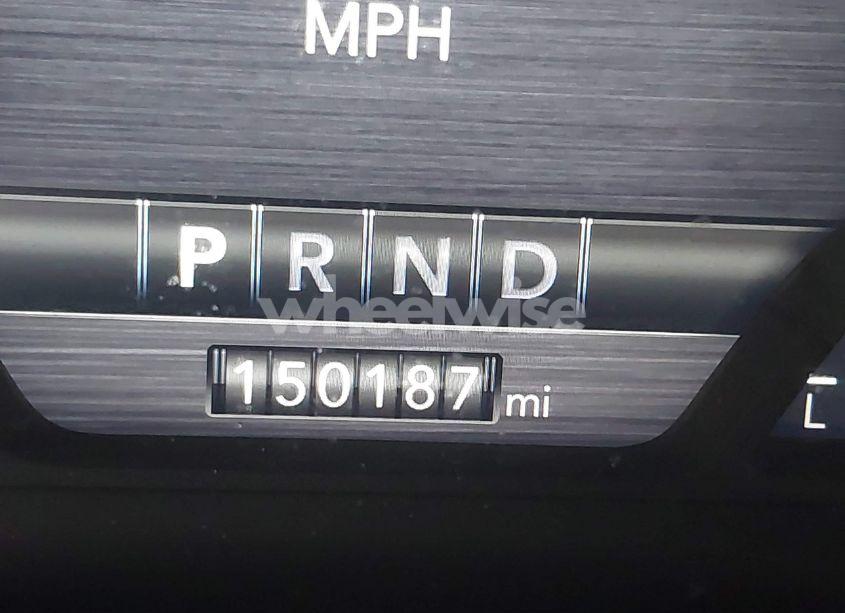 MPH
P R N D
wheelwise
150187 mi
L